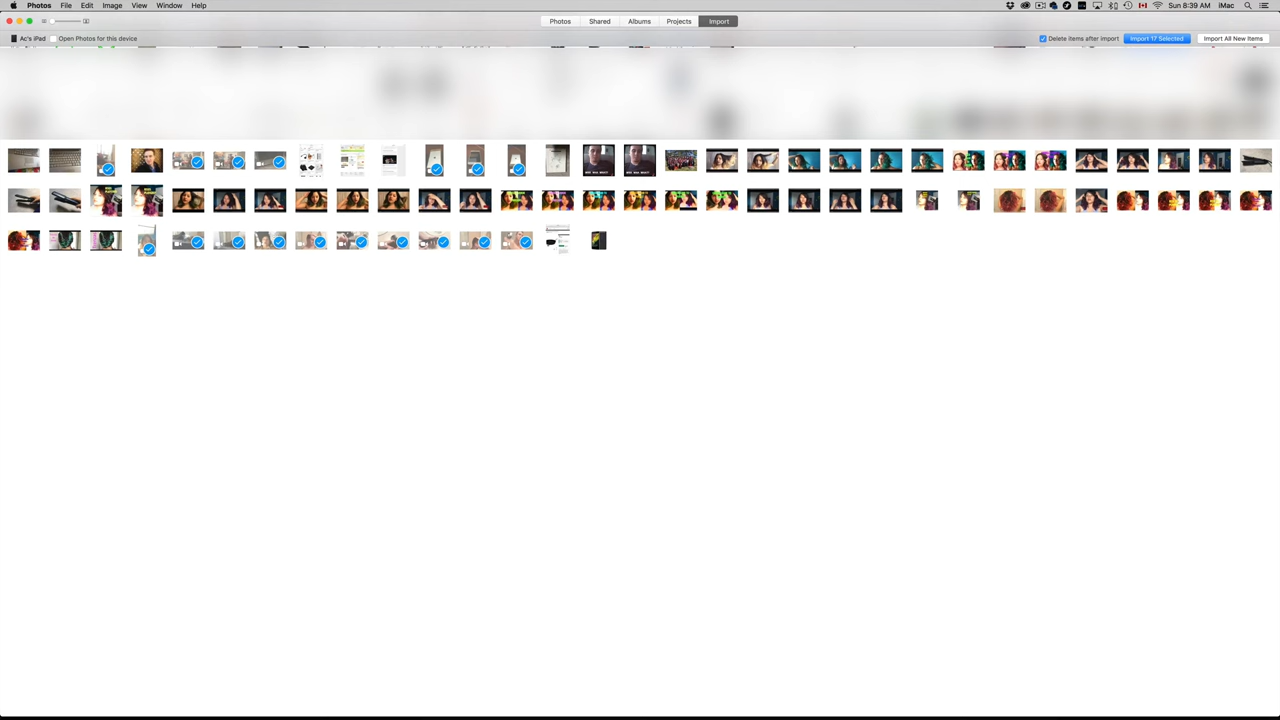 Photos File Edit Image View Window Help
Sun 8:39 AM iMac
Photos Shared Albums Projects Import
Ac's iPad Open Photos for this device
Delete items after import Import 17 Selected Import All New Items